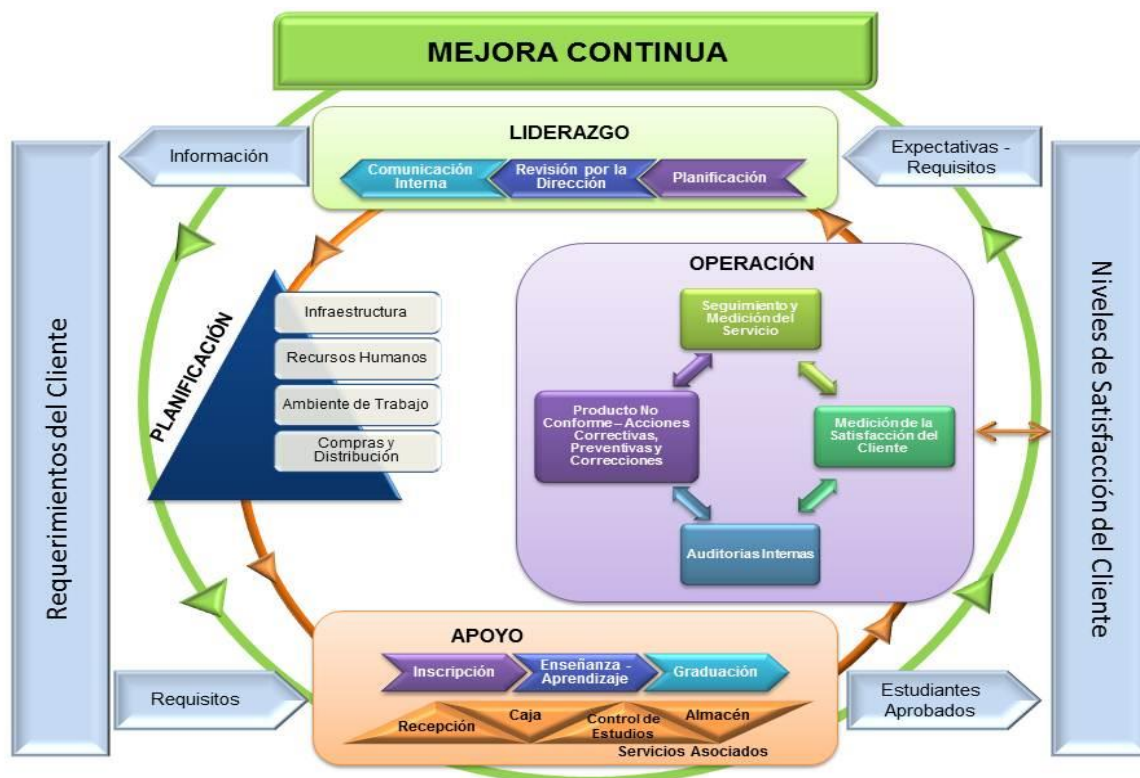 MEJORA CONTINUA
LIDERAZGO
Comunicación
Interna
Revisión por la
Dirección
Planificación
Información
Expectativas -
Requisitos
Requerimientos del Cliente
Niveles de Satisfacción del Cliente
PLANIFICACIÓN
Infraestructura
Recursos Humanos
Ambiente de Trabajo
Compras y
Distribución
OPERACIÓN
Seguimiento y
Medición del
Servicio
Producto No
Conforme – Acciones
Correctivas,
Preventivas y
Correcciones
Medición de la
Satisfacción del
Cliente
Auditorias Internas
APOYO
Inscripción
Enseñanza -
Aprendizaje
Graduación
Recepción
Caja
Control de
Estudios
Almacén
Servicios Asociados
Requisitos
Estudiantes
Aprobados